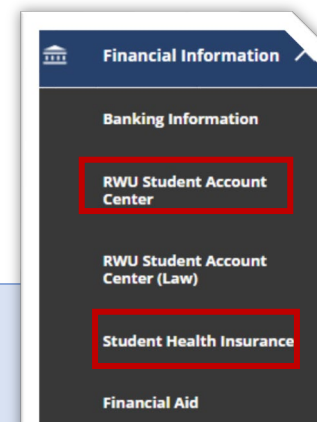 Financial Information
Banking Information
RWU Student Account
Center
RWU Student Account
Center (Law)
Student Health Insurance
Financial Aid